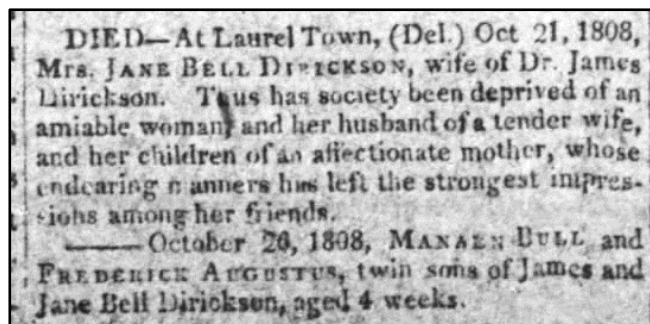 DIED—At Laurel Town, (Del.) Oct 21, 1808,
Mrs. JANE BELL DIRICKSON, wife of Dr. James
Dirickson. Thus has society been deprived of an
amiable woman, and her husband of a tender wife,
and her children of an affectionate mother, whose
endearing manners has left the strongest impres-
sions among her friends.
——October 26, 1808, MANAEN BULL and
FREDERICK AUGUSTUS, twin sons of James and
Jane Bell Dirickson, aged 4 weeks.